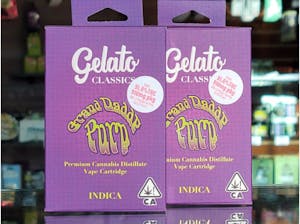 Gelato
CLASSICS
Grand Daddy
Purp
Premium Cannabis Distillate
Vape Cartridge
INDICA
CA
Gelato
CLASSICS
Grand Daddy
Purp
Premium Cannabis Distillate
Vape Cartridge
INDICA
CA